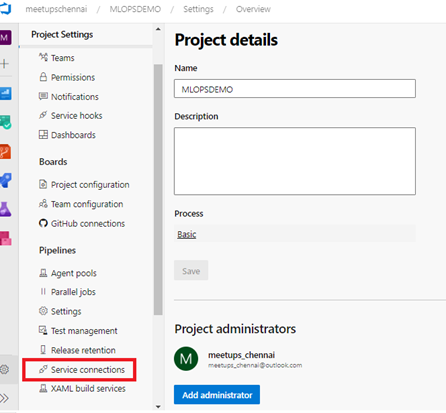 meetupschennai / MLOPSDEMO / Settings / Overview
M
Project Settings
Teams
Permissions
Notifications
Service hooks
Dashboards
Boards
Project configuration
Team configuration
GitHub connections
Pipelines
Agent pools
Parallel jobs
Settings
Test management
Release retention
Service connections
XAML build services
Project details
Name
MLOPSDEMO
Description
Process
Basic
Save
Project administrators
M
meetups_chennai
meetups_chennai@outlook.com
Add administrator